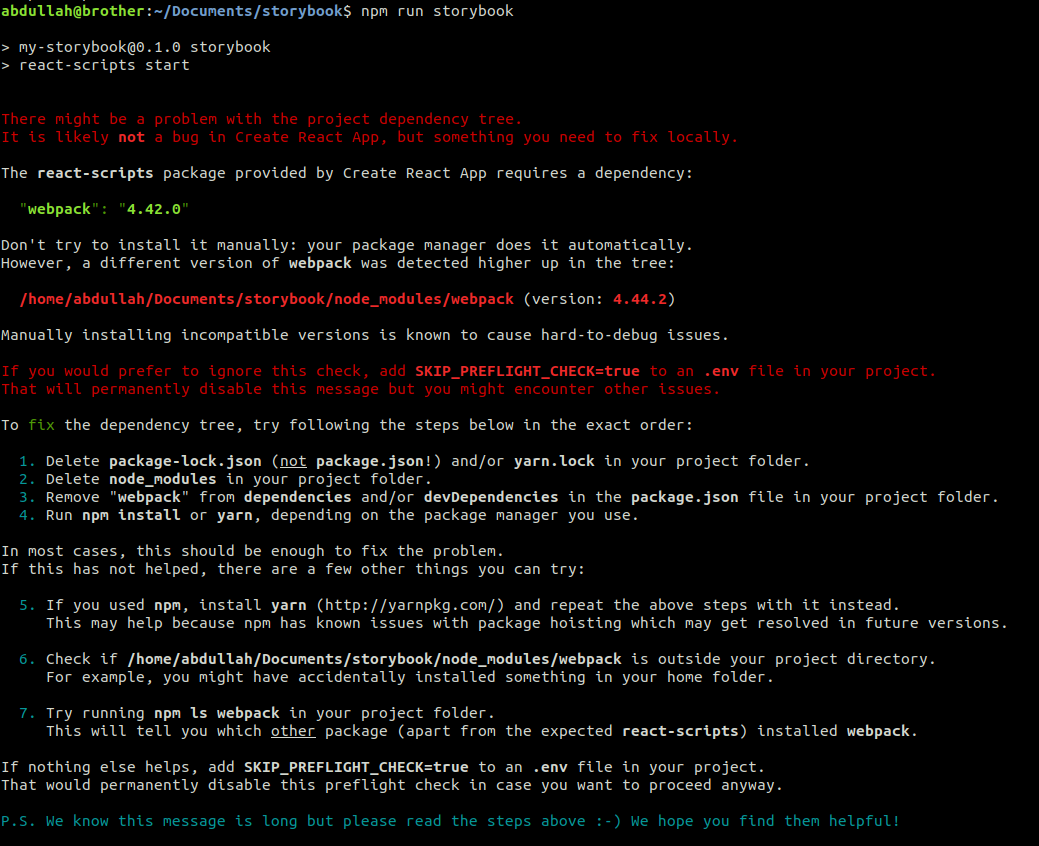 abdullah@brother:~/Documents/storybook$ npm run storybook
> my-storybook@0.1.0 storybook
> react-scripts start
There might be a problem with the project dependency tree.
It is likely not a bug in Create React App, but something you need to fix locally.
The react-scripts package provided by Create React App requires a dependency:
"webpack": "4.42.0"
Don't try to install it manually: your package manager does it automatically.
However, a different version of webpack was detected higher up in the tree:
/home/abdullah/Documents/storybook/node_modules/webpack (version: 4.44.2)
Manually installing incompatible versions is known to cause hard-to-debug issues.
If you would prefer to ignore this check, add SKIP_PREFLIGHT_CHECK=true to an .env file in your project.
That will permanently disable this message but you might encounter other issues.
To fix the dependency tree, try following the steps below in the exact order:
1. Delete package-lock.json (not package.json!) and/or yarn.lock in your project folder.
2. Delete node_modules in your project folder.
3. Remove "webpack" from dependencies and/or devDependencies in the package.json file in your project folder.
4. Run npm install or yarn, depending on the package manager you use.
In most cases, this should be enough to fix the problem.
If this has not helped, there are a few other things you can try:
5. If you used npm, install yarn (http://yarnpkg.com/) and repeat the above steps with it instead.
This may help because npm has known issues with package hoisting which may get resolved in future versions.
6. Check if /home/abdullah/Documents/storybook/node_modules/webpack is outside your project directory.
For example, you might have accidentally installed something in your home folder.
7. Try running npm ls webpack in your project folder.
This will tell you which other package (apart from the expected react-scripts) installed webpack.
If nothing else helps, add SKIP_PREFLIGHT_CHECK=true to an .env file in your project.
That would permanently disable this preflight check in case you want to proceed anyway.
P.S. We know this message is long but please read the steps above :-) We hope you find them helpful!